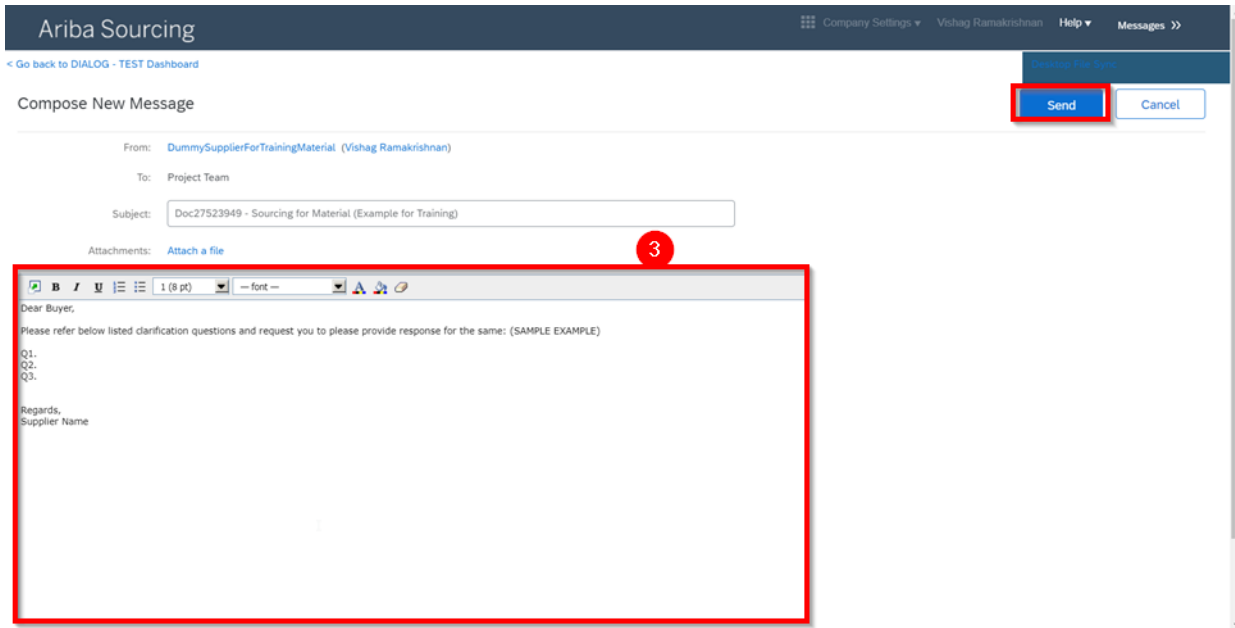 Ariba Sourcing
Company Settings ▼ Vishag Ramakrishnan Help ▼ Messages >>
< Go back to DIALOG - TEST Dashboard
Desktop File Sync
Compose New Message
Send Cancel
From: DummySupplierForTrainingMaterial (Vishag Ramakrishnan)
To: Project Team
Subject: Doc27523949 - Sourcing for Material (Example for Training)
Attachments: Attach a file
3
B I U 1 (8 pt) — font — A
Dear Buyer,
Please refer below listed clarification questions and request you to please provide response for the same: (SAMPLE EXAMPLE)
Q1.
Q2.
Q3.
Regards,
Supplier Name